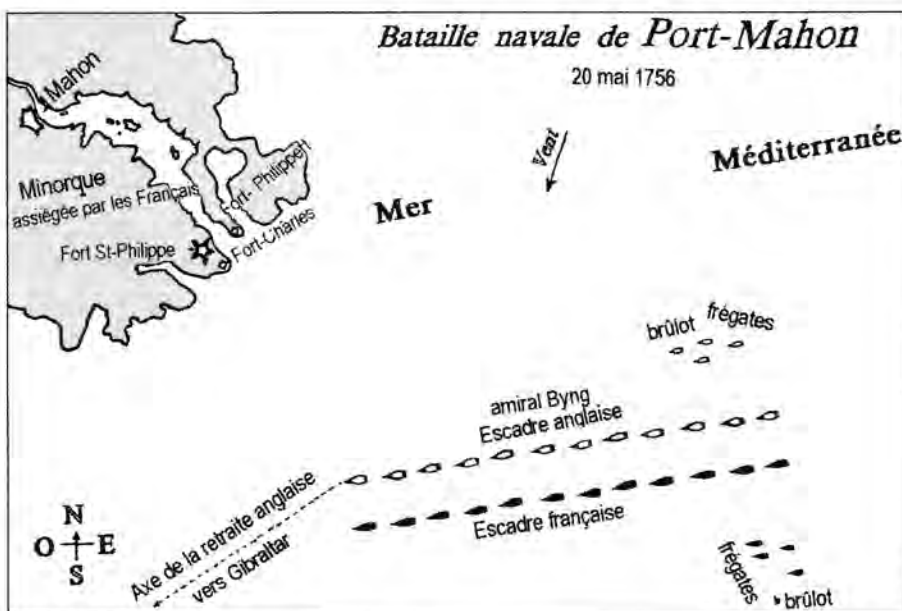 Bataille navale de Port-Mahon
20 mai 1756
Mahon
Vent
Mer
Méditerranée
Minorque
assiégée par les Français
Fort-Philippet
Fort St-Philippe
Fort-Charles
brûlot
frégates
amiral Byng
Escadre anglaise
Escadre française
Axe de la retraite anglaise
vers Gibraltar
N
O
E
S
frégates
brûlot